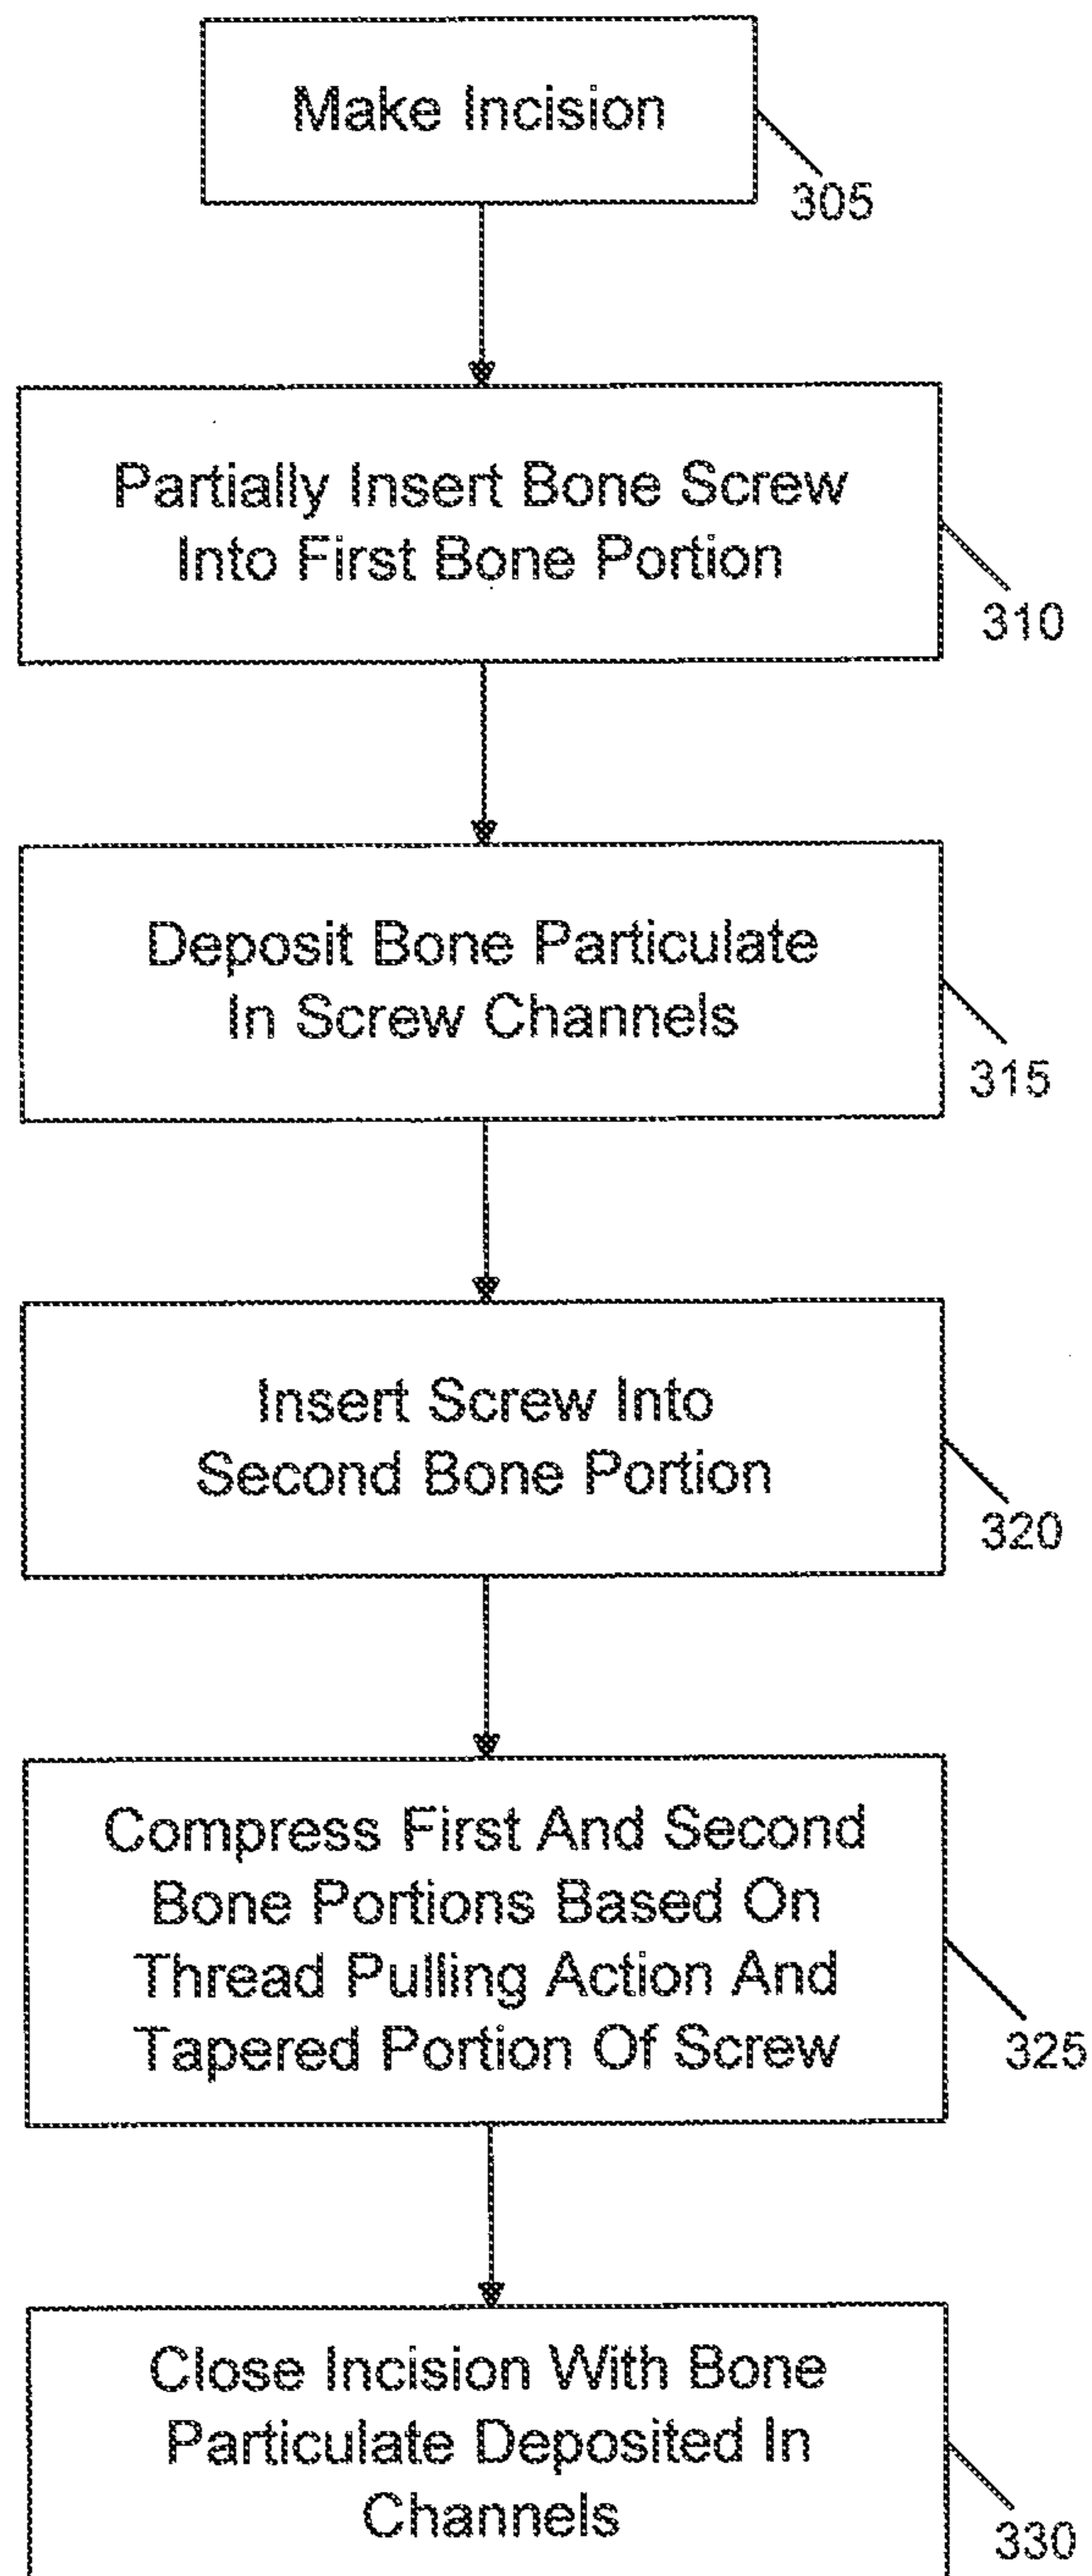 Make Incision
305
Partially Insert Bone Screw
Into First Bone Portion
310
Deposit Bone Particulate
In Screw Channels
315
Insert Screw Into
Second Bone Portion
320
Compress First And Second
Bone Portions Based On
Thread Pulling Action And
Tapered Portion Of Screw
325
Close Incision With Bone
Particulate Deposited In
Channels
330